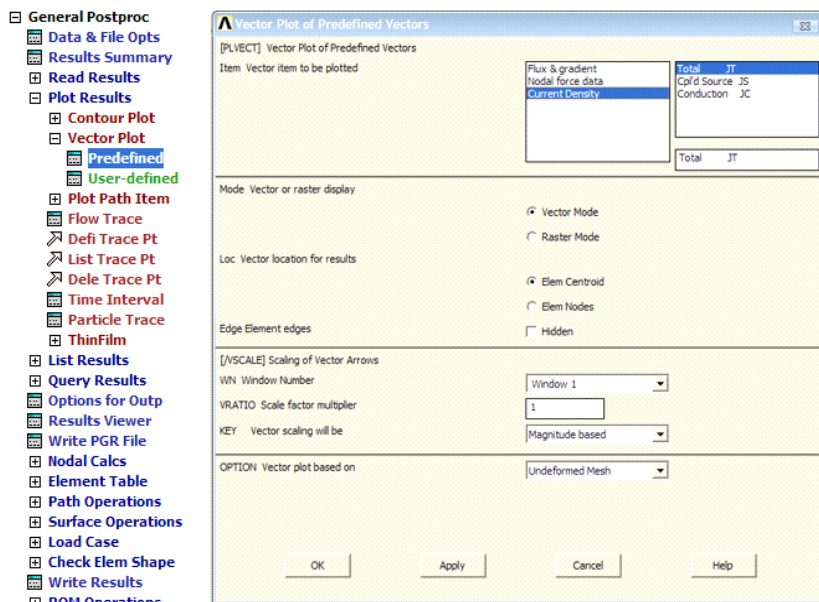 General Postproc
Data & File Opts
Results Summary
Read Results
Plot Results
Contour Plot
Vector Plot
Predefined
User-defined
Plot Path Item
Flow Trace
Defi Trace Pt
List Trace Pt
Dele Trace Pt
Time Interval
Particle Trace
ThinFilm
List Results
Query Results
Options for Outp
Results Viewer
Write PGR File
Nodal Calcs
Element Table
Path Operations
Surface Operations
Load Case
Check Elem Shape
Write Results
ROM Operations
Vector Plot of Predefined Vectors
[PLVECT] Vector Plot of Predefined Vectors
Item Vector item to be plotted
Flux & gradient
Nodal force data
Current Density
Total JT
Cpl'd Source JS
Conduction JC
Total JT
Mode Vector or raster display
Vector Mode
Raster Mode
Loc Vector location for results
Elem Centroid
Elem Nodes
Edge Element edges
Hidden
[/VSCALE] Scaling of Vector Arrows
WN Window Number
Window 1
VRATIO Scale factor multiplier
1
KEY Vector scaling will be
Magnitude based
OPTION Vector plot based on
Undeformed Mesh
OK
Apply
Cancel
Help